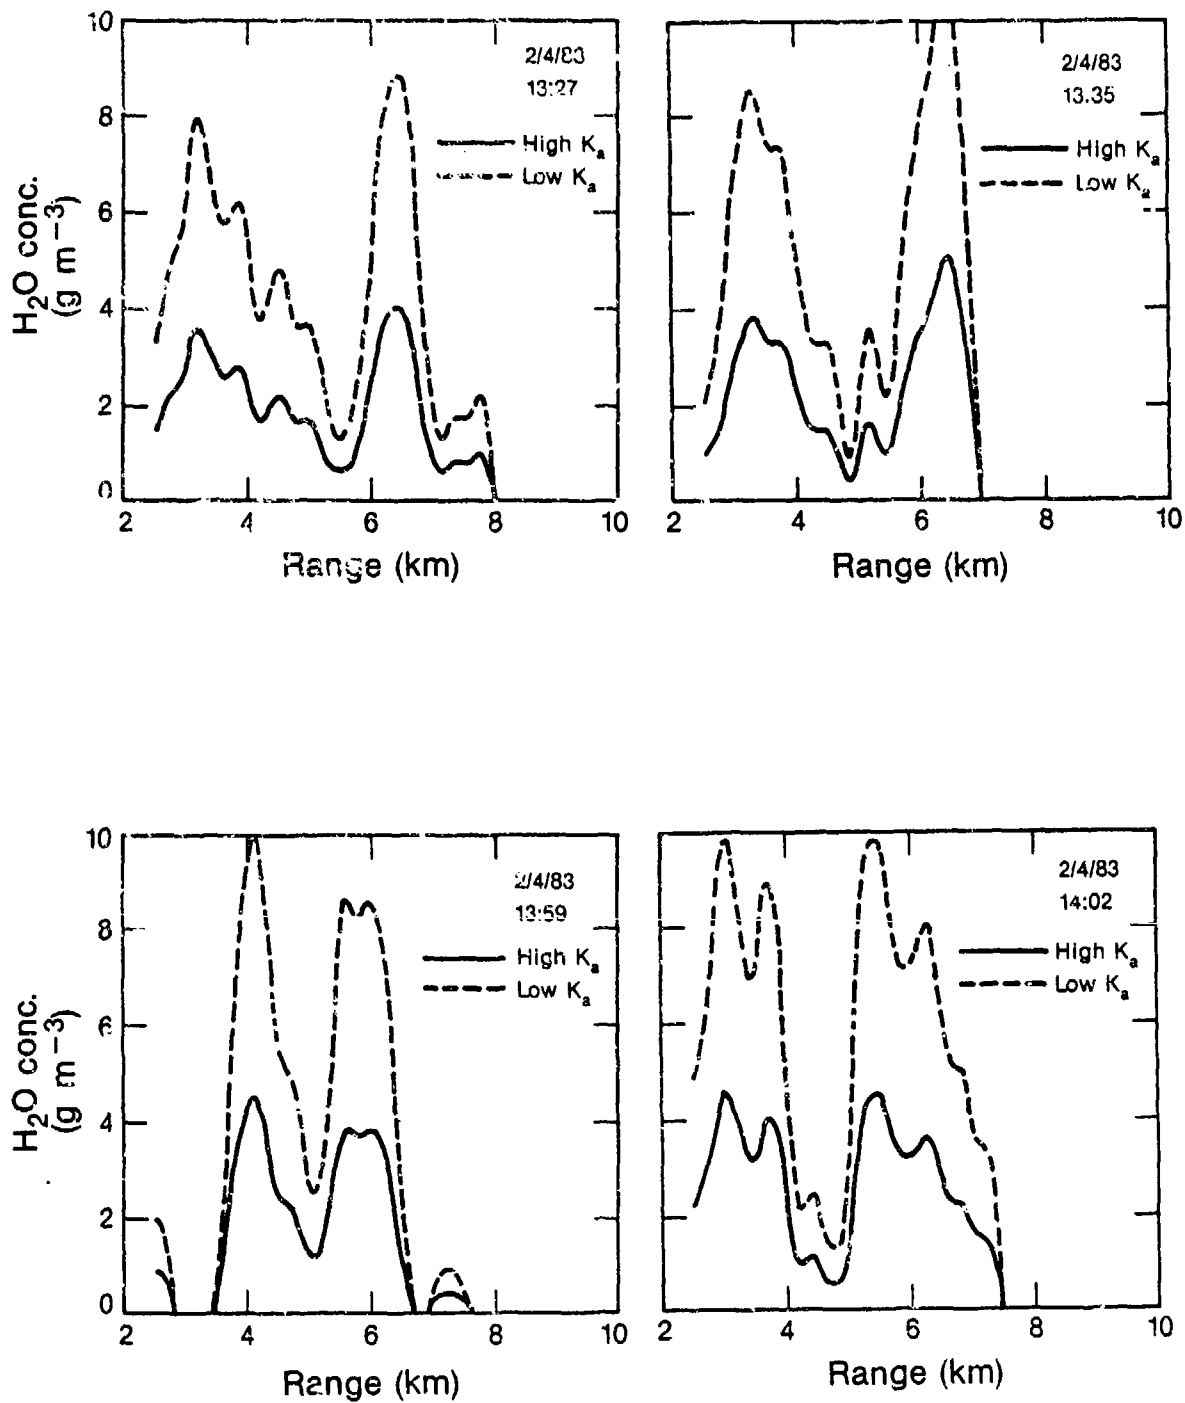 10
8
6
4
2
0
H₂O conc.
(g m⁻³)
2/4/83
13:27
High Kₐ
Low Kₐ
2 4 6 8 10
Range (km)
2/4/83
13.35
High Kₐ
Low Kₐ
2 4 6 8 10
Range (km)
10
8
6
4
2
0
H₂O conc.
(g m⁻³)
2/4/83
13:59
High Kₐ
Low Kₐ
2 4 6 8 10
Range (km)
2/4/83
14:02
High Kₐ
Low Kₐ
2 4 6 8 10
Range (km)